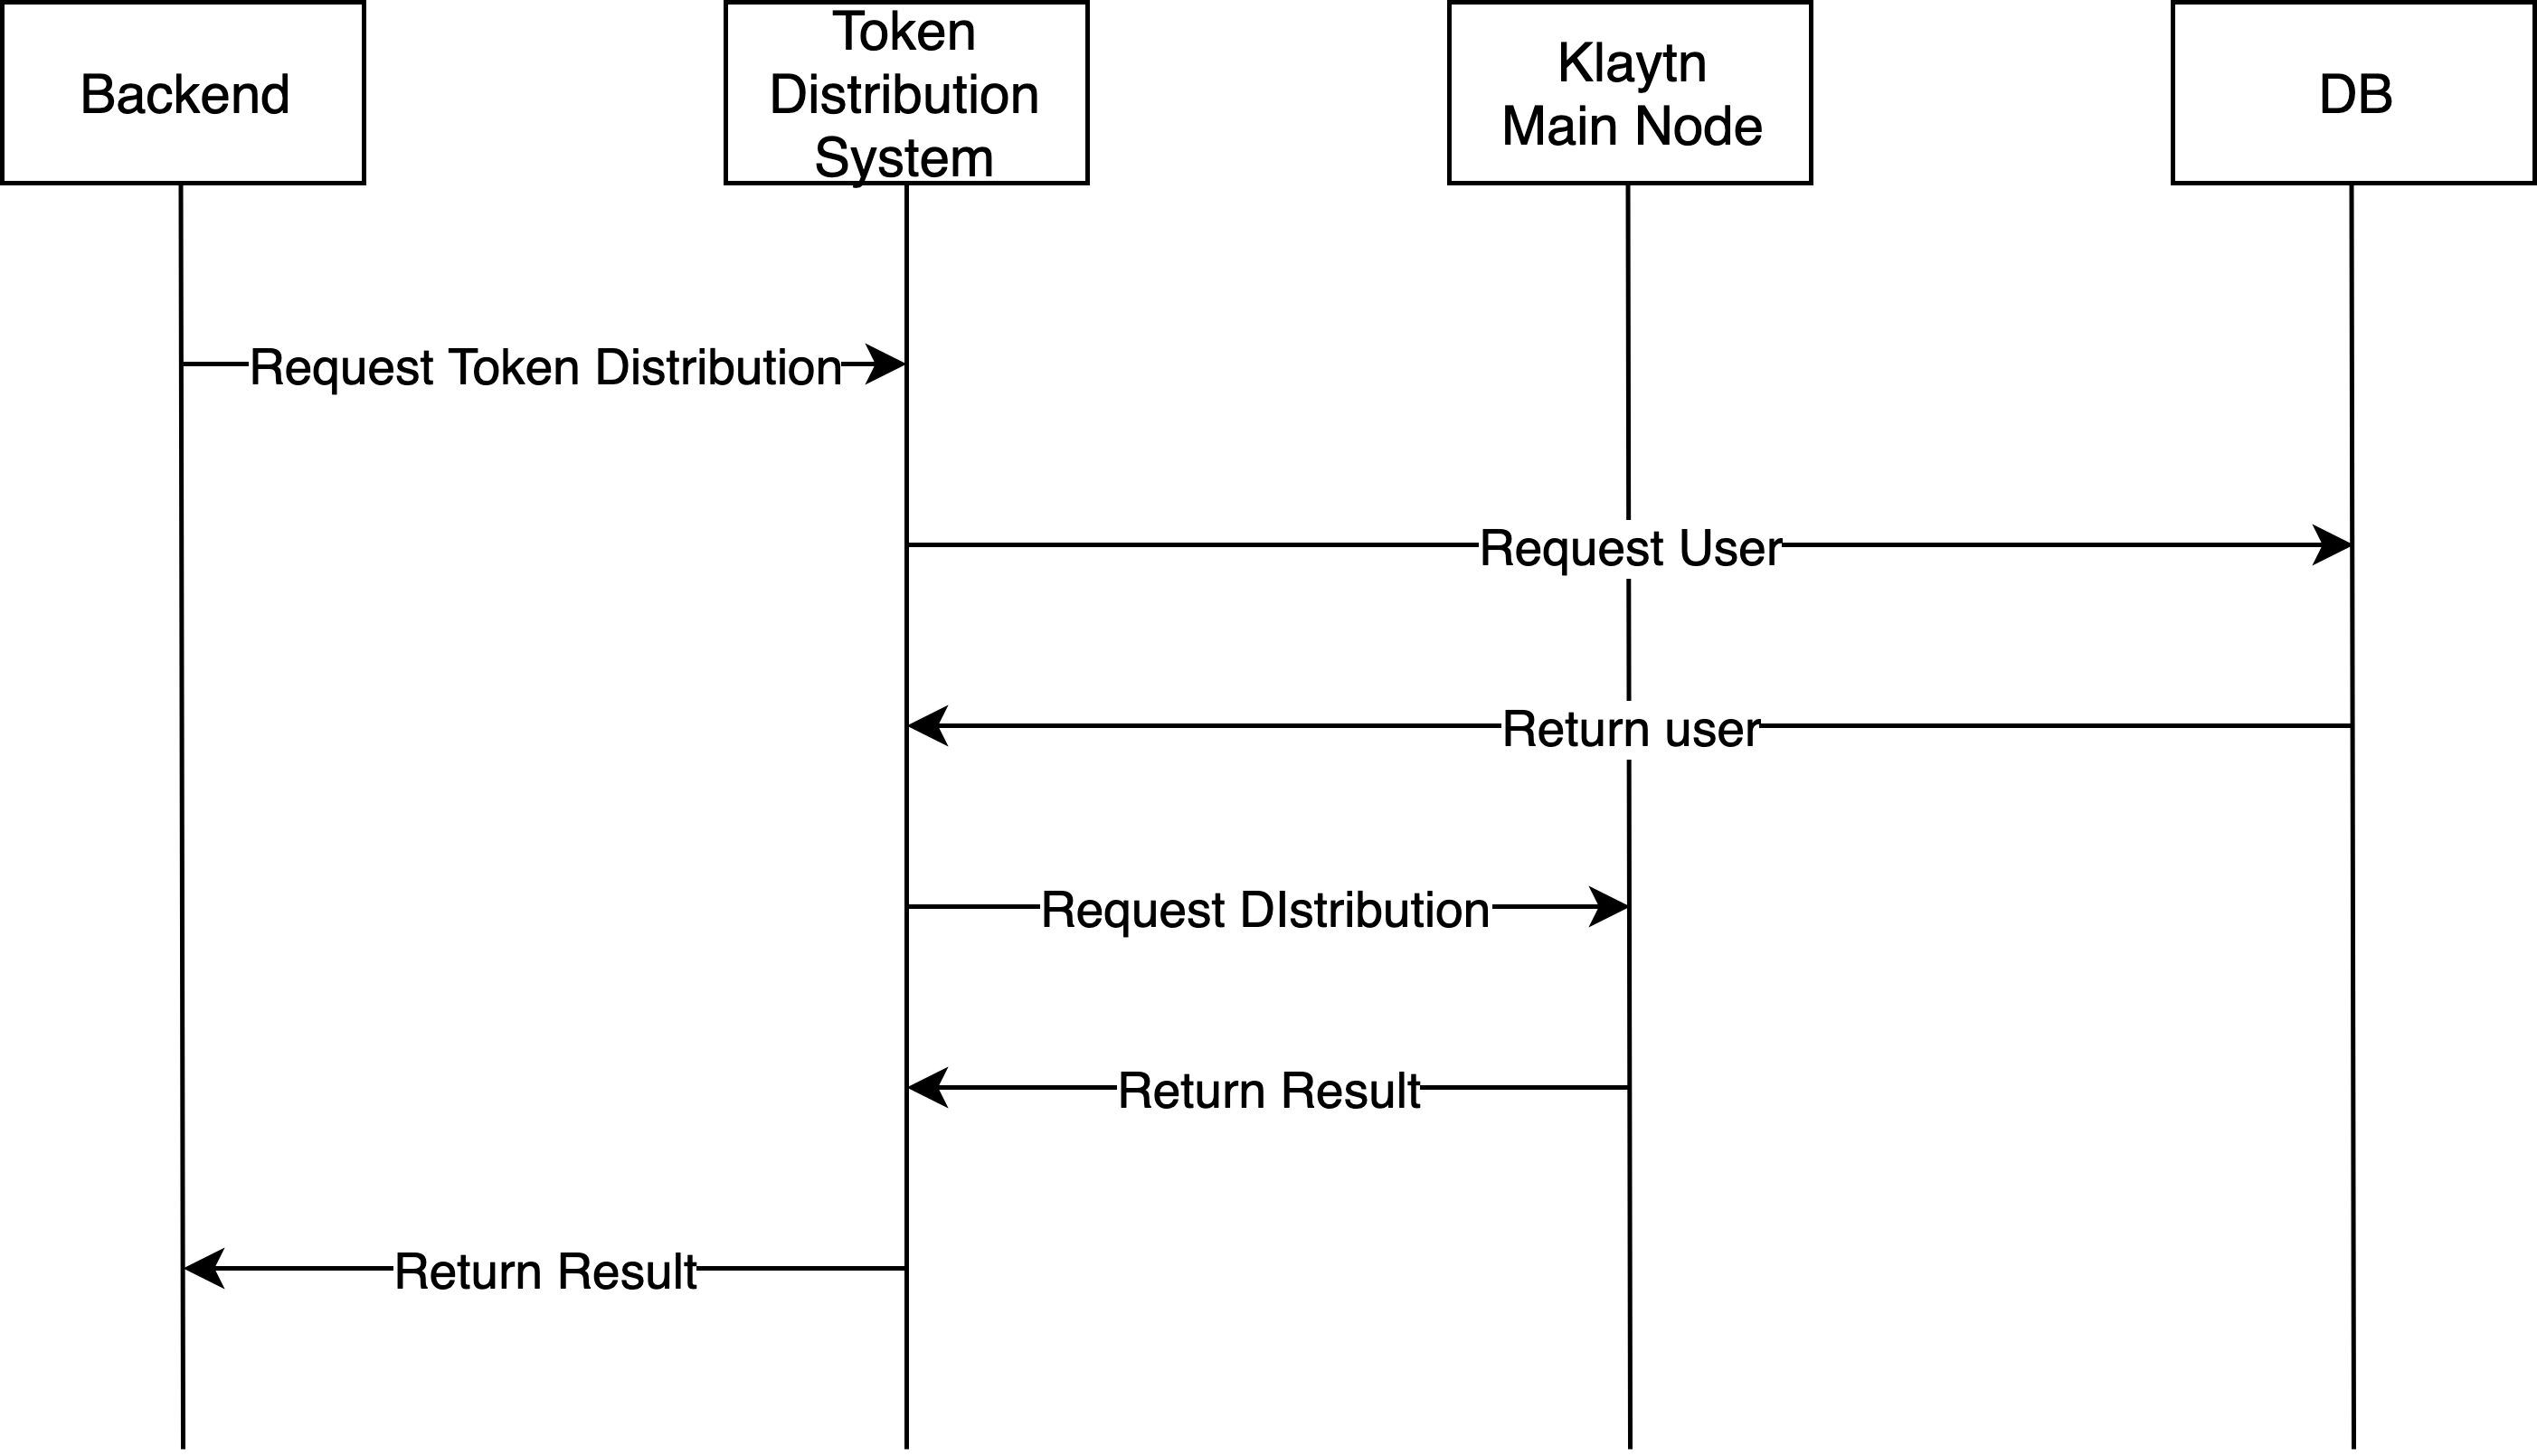 Backend
Token
Distribution
System
Klaytn
Main Node
DB
Request Token Distribution
Request User
Return user
Request DIstribution
Return Result
Return Result